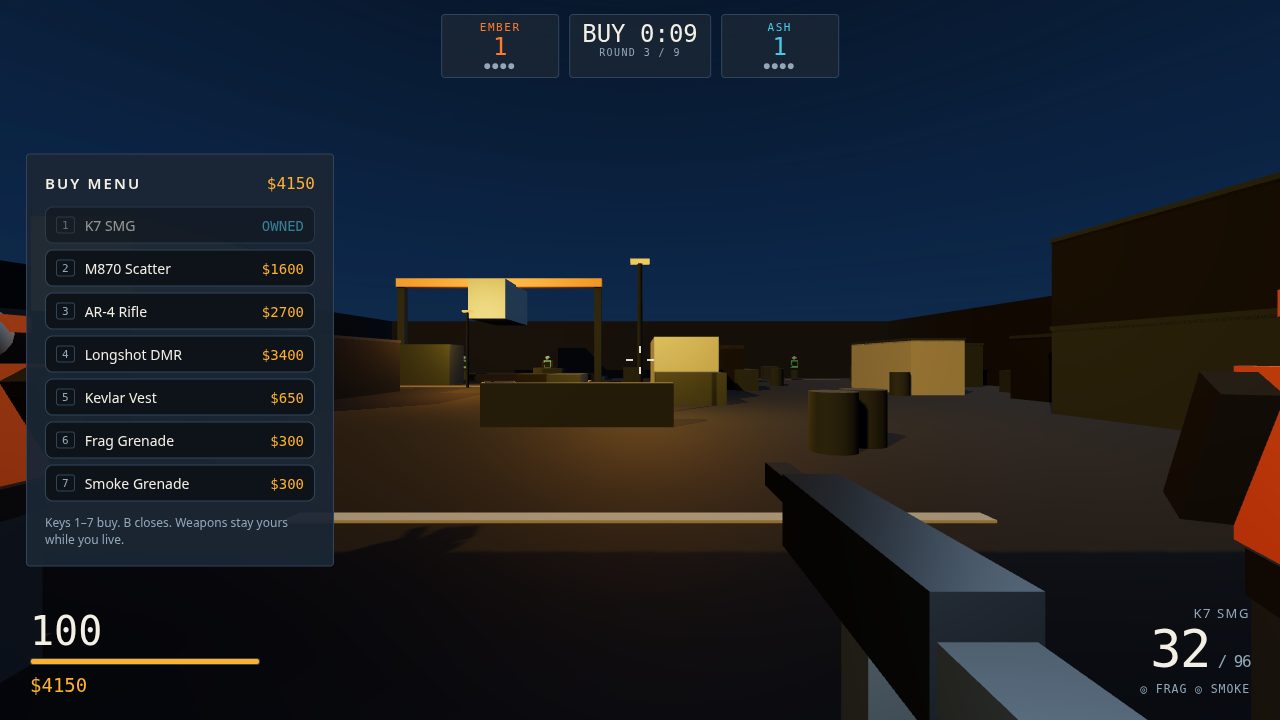 EMBER
1
BUY 0:09
ROUND 3 / 9
ASH
1
BUY MENU $4150
1 K7 SMG OWNED
2 M870 Scatter $1600
3 AR-4 Rifle $2700
4 Longshot DMR $3400
5 Kevlar Vest $650
6 Frag Grenade $300
7 Smoke Grenade $300
Keys 1–7 buy. B closes. Weapons stay yours
while you live.
100
$4150
K7 SMG
32 / 96
◎ FRAG ◎ SMOKE